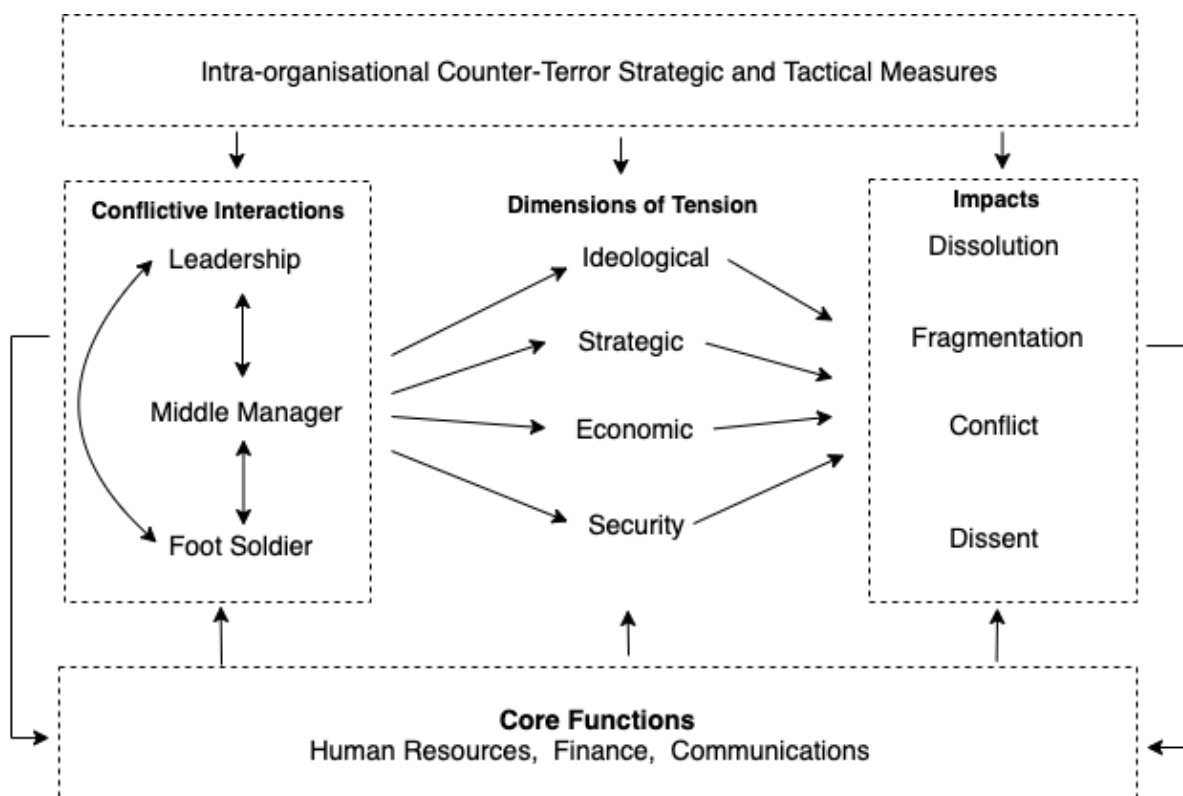 Intra-organisational Counter-Terror Strategic and Tactical Measures
Conflictive Interactions
Leadership
Middle Manager
Foot Soldier
Dimensions of Tension
Ideological
Strategic
Economic
Security
Impacts
Dissolution
Fragmentation
Conflict
Dissent
Core Functions
Human Resources, Finance, Communications